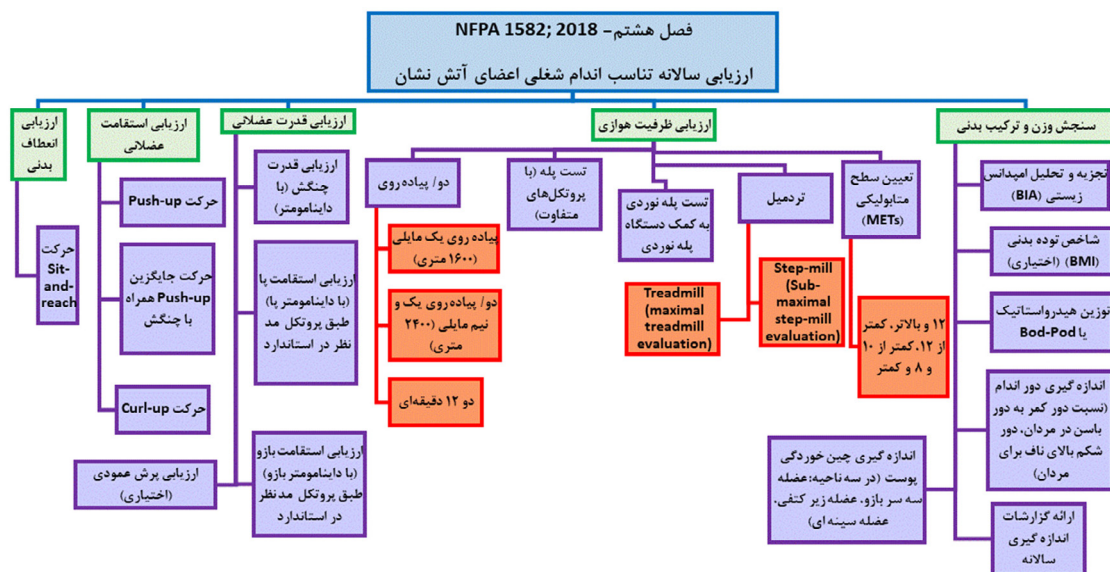 فصل هشتم – NFPA 1582; 2018
ارزیابی سالانه تناسب اندام شغلی اعضای آتش نشان
سنجش وزن و ترکیب بدنی
تجزیه و تحلیل امپدانس
زیستی (BIA)
شاخص توده بدنی
(BMI) (اختیاری)
توزین هیدرواستاتیک
یا Bod-Pod
اندازه گیری دور اندام
(نسبت دور کمر به دور
باسن در مردان، دور
شکم بالای ناف برای
مردان)
اندازه گیری چین خوردگی
پوست (در سه ناحیه: عضله
سه سر بازو، عضله زیر کتفی،
عضله سینه ای)
ارائه گزارشات
اندازه گیری
سالانه
ارزیابی ظرفیت هوازی
تعیین سطح
متابولیکی
(METs)
۱۲ و بالاتر، کمتر
از ۱۲، کمتر از ۱۰
و ۸ و کمتر
تردمیل
Step-mill
(Sub-
maximal
step-mill
evaluation)
Treadmill
(maximal
treadmill
evaluation)
تست پله نوردی
به کمک دستگاه
پله نوردی
تست پله (با
پروتکل‌های
متفاوت)
دو/ پیاده روی
پیاده روی یک مایلی
(۱۶۰۰ متری)
دو/ پیاده روی یک و
نیم مایلی (۲۴۰۰
متری)
دو ۱۲ دقیقه‌ای
ارزیابی قدرت عضلانی
ارزیابی قدرت
چنگش (با
داینامومتر)
ارزیابی استقامت پا
(با داینامومتر پا)
طبق پروتکل مد
نظر در استاندارد
ارزیابی استقامت بازو
(با داینامومتر بازو)
طبق پروتکل مدنظر
در استاندارد
ارزیابی پرش عمودی
(اختیاری)
ارزیابی استقامت
عضلانی
حرکت Push-up
حرکت جایگزین
Push-up همراه
با چنگش
حرکت Curl-up
ارزیابی
انعطاف
بدنی
حرکت
Sit-
and-
reach